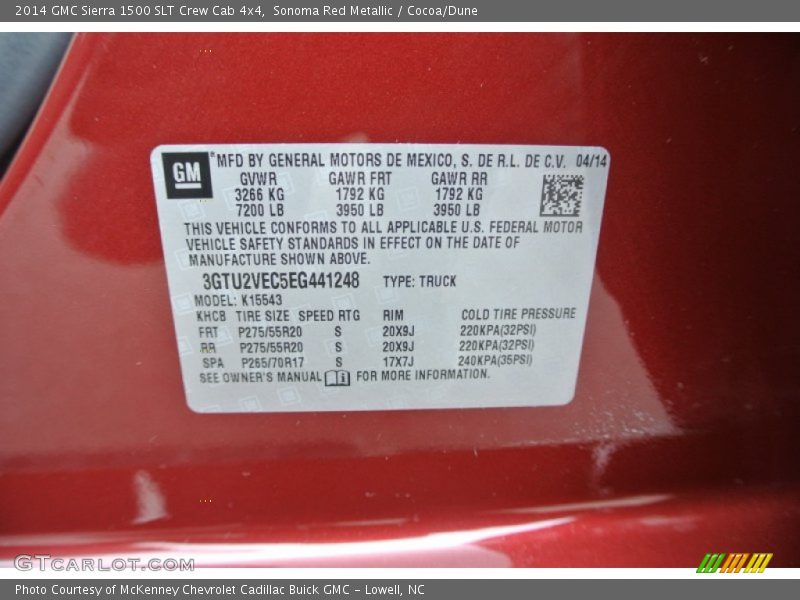 2014 GMC Sierra 1500 SLT Crew Cab 4x4, Sonoma Red Metallic / Cocoa/Dune
GM
MFD BY GENERAL MOTORS DE MEXICO, S. DE R.L. DE C.V. 04/14
GVWR GAWR FRT GAWR RR
3266 KG 1792 KG 1792 KG
7200 LB 3950 LB 3950 LB
THIS VEHICLE CONFORMS TO ALL APPLICABLE U.S. FEDERAL MOTOR
VEHICLE SAFETY STANDARDS IN EFFECT ON THE DATE OF
MANUFACTURE SHOWN ABOVE.
3GTU2VEC5EG441248 TYPE: TRUCK
MODEL: K15543
KHCB TIRE SIZE SPEED RTG RIM COLD TIRE PRESSURE
FRT P275/55R20 S 20X9J 220KPA(32PSI)
RR P275/55R20 S 20X9J 220KPA(32PSI)
SPA P265/70R17 S 17X7J 240KPA(35PSI)
SEE OWNER'S MANUAL FOR MORE INFORMATION.
GTCARLOT.COM
Photo Courtesy of McKenney Chevrolet Cadillac Buick GMC - Lowell, NC